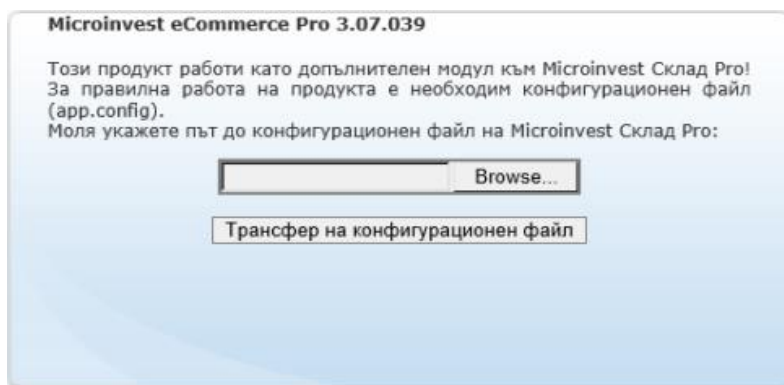 Microinvest eCommerce Pro 3.07.039
Този продукт работи като допълнителен модул към Microinvest Склад Pro!
За правилна работа на продукта е необходим конфигурационен файл
(app.config).
Моля укажете път до конфигурационен файл на Microinvest Склад Pro:
Browse...
Трансфер на конфигурационен файл